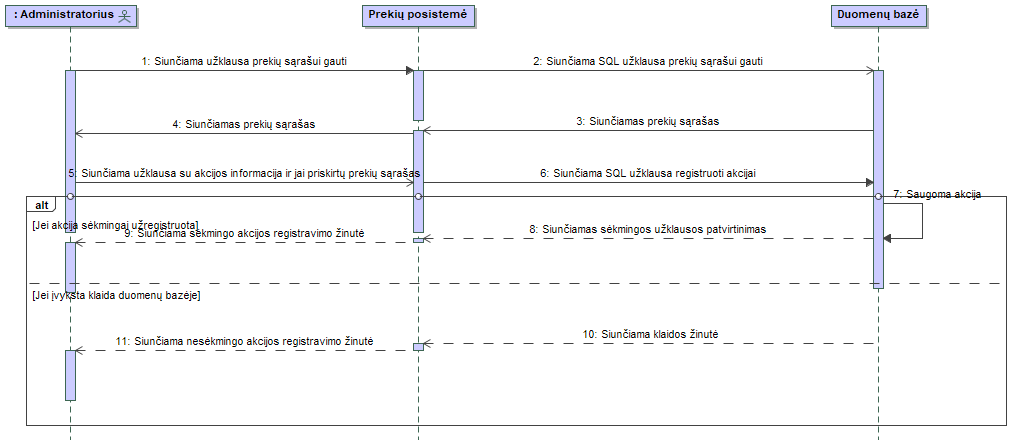 : Administratorius
Prekių posistemė
Duomenų bazė
1: Siunčiama užklausa prekių sąrašui gauti
2: Siunčiama SQL užklausa prekių sąrašui gauti
3: Siunčiamas prekių sąrašas
4: Siunčiamas prekių sąrašas
5: Siunčiama užklausa su akcijos informacija ir jai priskirtų prekių sąrašas
6: Siunčiama SQL užklausa registruoti akcijai
7: Saugoma akcija
alt
[Jei akcija sėkmingai užregistruota]
8: Siunčiamas sėkmingos užklausos patvirtinimas
9: Siunčiama sėkmingo akcijos registravimo žinutė
[Jei įvyksta klaida duomenų bazėje]
10: Siunčiama klaidos žinutė
11: Siunčiama nesėkmingo akcijos registravimo žinutė